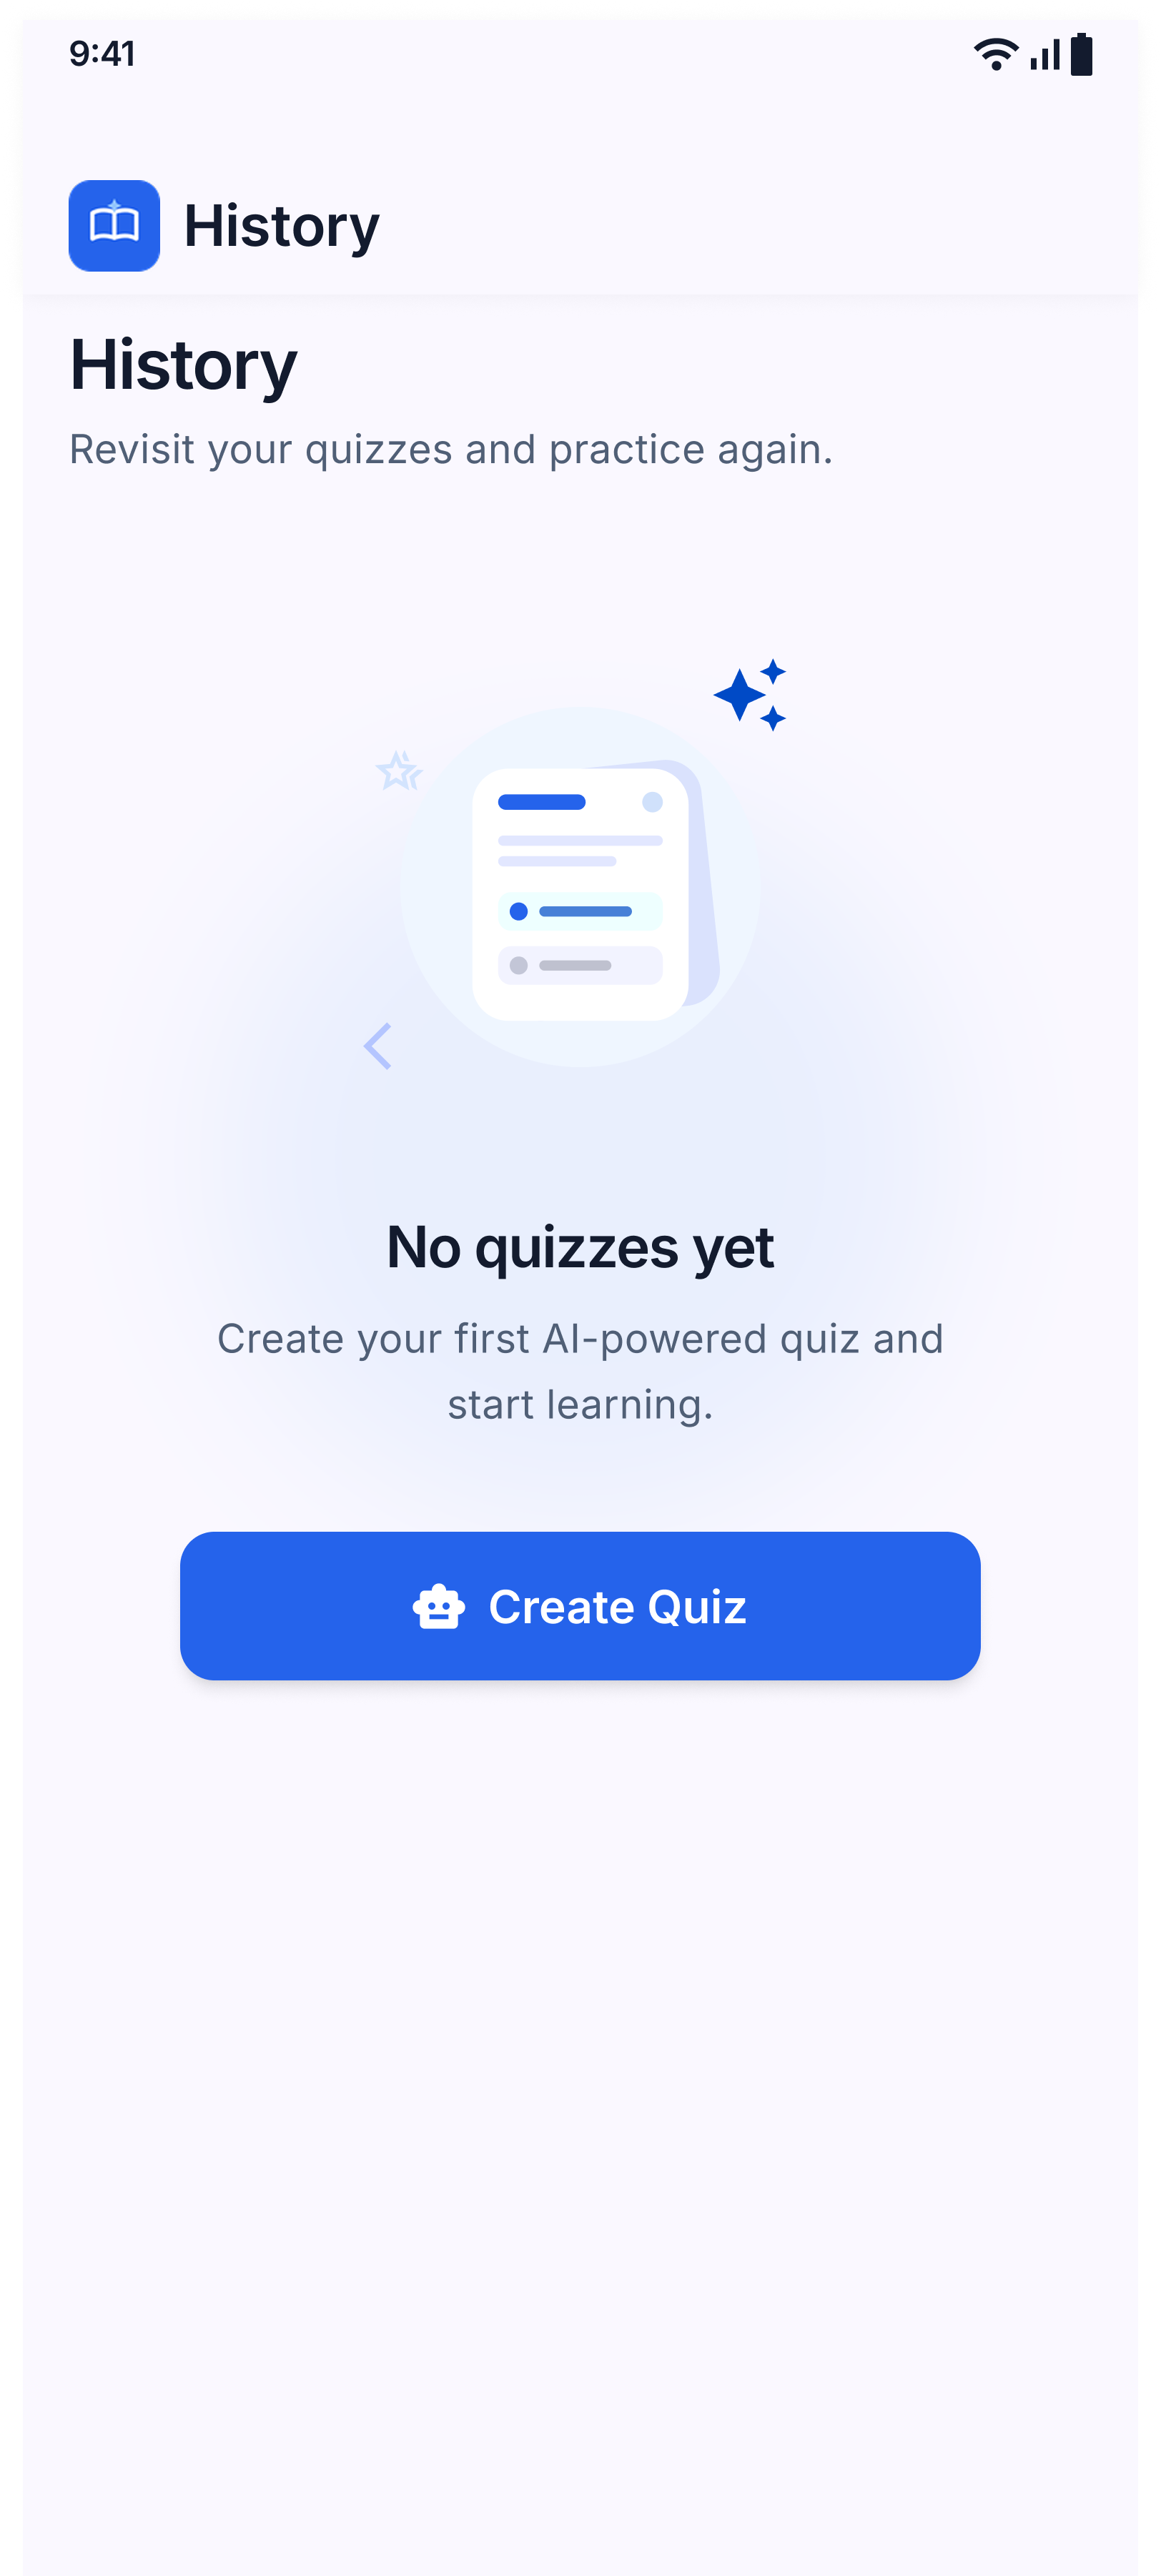 9:41
History
History
Revisit your quizzes and practice again.
No quizzes yet
Create your first AI-powered quiz and
start learning.
Create Quiz